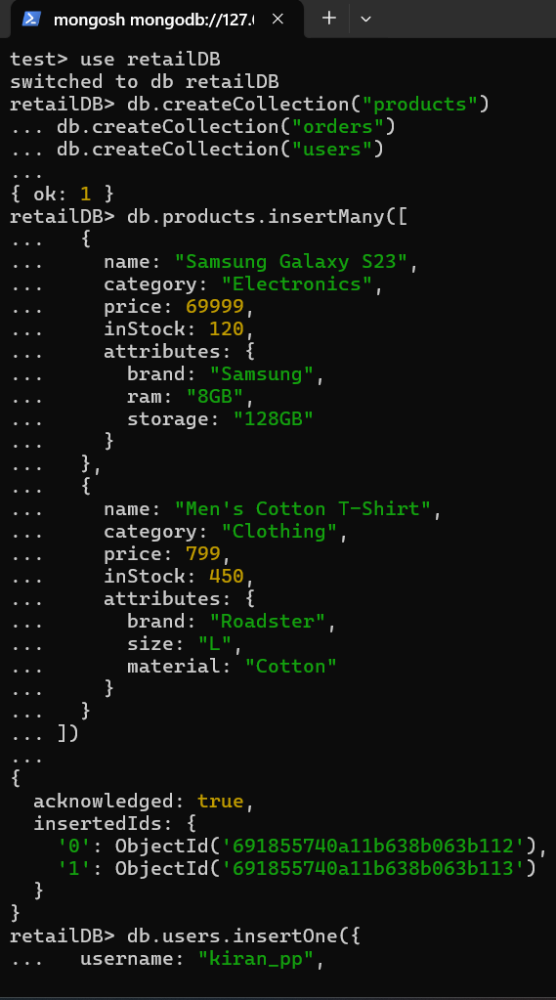 mongosh mongodb://127.0
test> use retailDB
switched to db retailDB
retailDB> db.createCollection("products")
... db.createCollection("orders")
... db.createCollection("users")
...
{ ok: 1 }
retailDB> db.products.insertMany([
...   {
...     name: "Samsung Galaxy S23",
...     category: "Electronics",
...     price: 69999,
...     inStock: 120,
...     attributes: {
...       brand: "Samsung",
...       ram: "8GB",
...       storage: "128GB"
...     }
...   },
...   {
...     name: "Men's Cotton T-Shirt",
...     category: "Clothing",
...     price: 799,
...     inStock: 450,
...     attributes: {
...       brand: "Roadster",
...       size: "L",
...       material: "Cotton"
...     }
...   }
... ])
...
{
  acknowledged: true,
  insertedIds: {
    '0': ObjectId('691855740a11b638b063b112'),
    '1': ObjectId('691855740a11b638b063b113')
  }
}
retailDB> db.users.insertOne({
...   username: "kiran_pp",